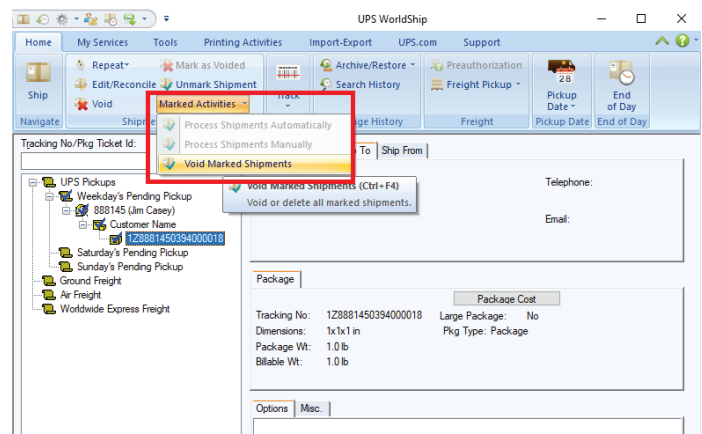 UPS WorldShip
Home My Services Tools Printing Activities Import-Export UPS.com Support
Ship
Navigate
Repeat
Edit/Reconcile
Void
Mark as Voided
Unmark Shipment
Marked Activities
Track
Archive/Restore
Search History
Preauthorization
Freight Pickup
Freight
28
Pickup
Date
Pickup Date
End
of Day
End of Day
Process Shipments Automatically
Process Shipments Manually
Void Marked Shipments
Void Marked Shipments (Ctrl+F4)
Void or delete all marked shipments.
Tracking No/Pkg Ticket Id:
UPS Pickups
Weekday's Pending Pickup
888145 (Jim Casey)
Customer Name
1Z8881450394000018
Saturday's Pending Pickup
Sunday's Pending Pickup
Ground Freight
Air Freight
Worldwide Express Freight
To Ship From
Telephone:
Email:
Package
Package Cost
Tracking No: 1Z8881450394000018 Large Package: No
Dimensions: 1x1x1 in Pkg Type: Package
Package Wt: 1.0 lb
Billable Wt: 1.0 lb
Options Misc.